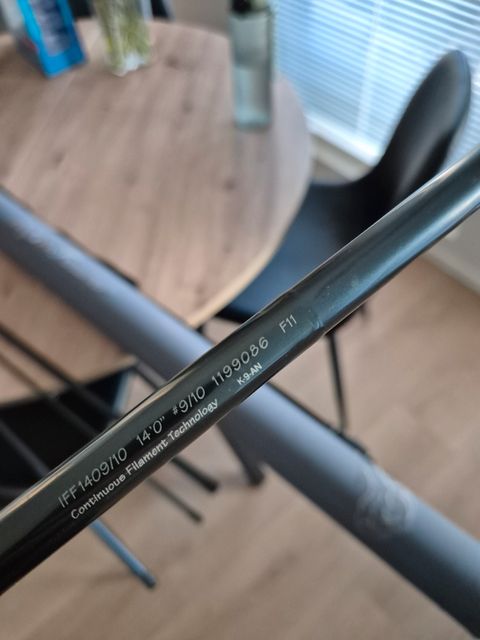 IFF1409/10 14'0" #9/10 1199086 F11
Continuous Filament Technology K-9-AN